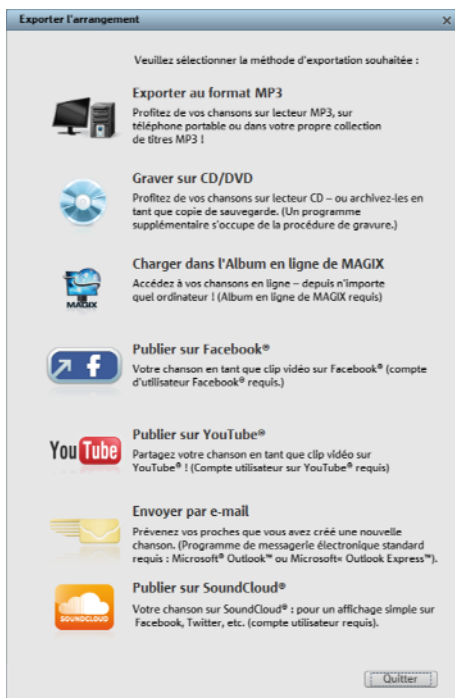 Exporter l'arrangement
Veuillez sélectionner la méthode d'exportation souhaitée :
Exporter au format MP3
Profitez de vos chansons sur lecteur MP3, sur
téléphone portable ou dans votre propre collection
de titres MP3 !
Graver sur CD/DVD
Profitez de vos chansons sur lecteur CD – ou archivez-les en
tant que copie de sauvegarde. (Un programme
supplémentaire s'occupe de la procédure de gravure.)
MAGIX
Charger dans l'Album en ligne de MAGIX
Accédez à vos chansons en ligne – depuis n'importe
quel ordinateur ! (Album en ligne de MAGIX requis)
f
Publier sur Facebook®
Votre chanson en tant que clip vidéo sur Facebook® (compte
d'utilisateur Facebook® requis.)
YouTube
Publier sur YouTube®
Partagez votre chanson en tant que clip vidéo sur
YouTube® ! (Compte utilisateur sur YouTube® requis)
Envoyer par e-mail
Prévenez vos proches que vous avez créé une nouvelle
chanson. (Programme de messagerie électronique standard
requis : Microsoft® Outlook™ ou Microsoft« Outlook Express™).
SOUNDCLOUD
Publier sur SoundCloud®
Votre chanson sur SoundCloud® : pour un affichage simple sur
Facebook, Twitter, etc. (compte utilisateur requis).
Quitter